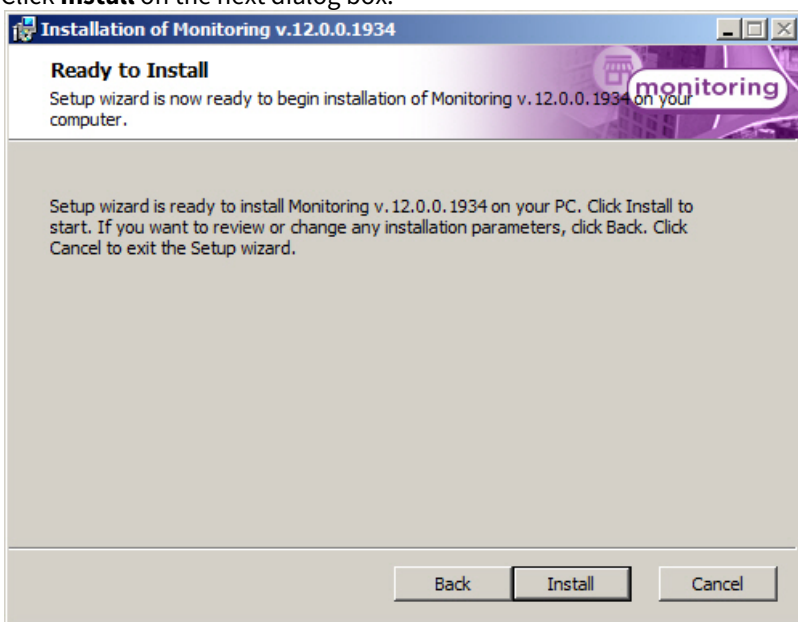 Click Install on the next dialog box.
Installation of Monitoring v.12.0.0.1934
Ready to Install
Setup wizard is now ready to begin installation of Monitoring v.12.0.0.1934 on your
computer.
monitoring
Setup wizard is ready to install Monitoring v.12.0.0.1934 on your PC. Click Install to
start. If you want to review or change any installation parameters, click Back. Click
Cancel to exit the Setup wizard.
Back Install Cancel